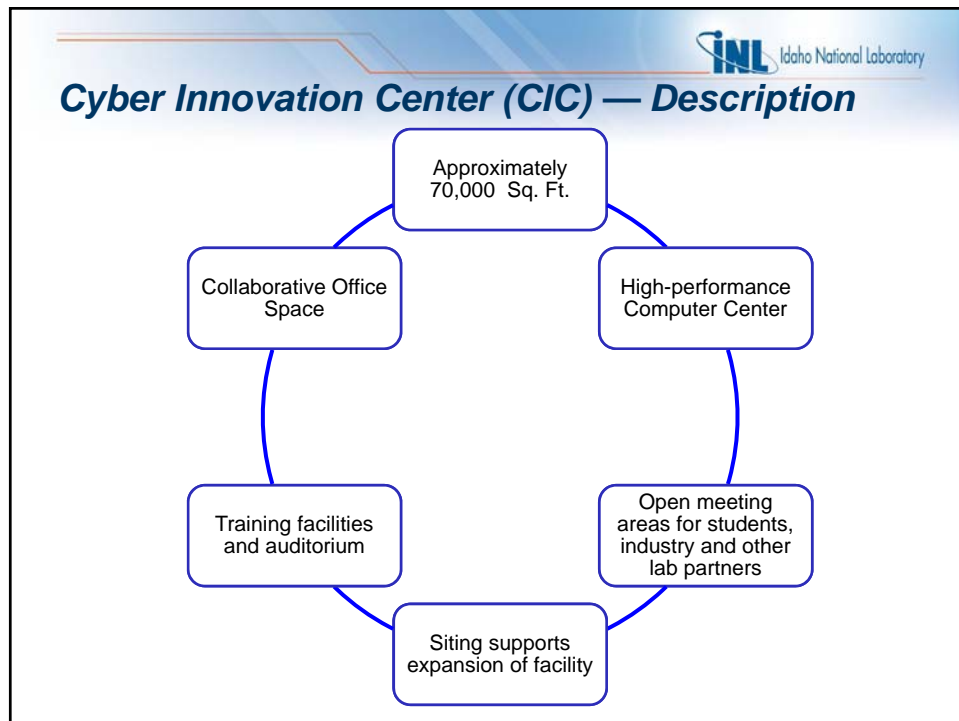 INL Idaho National Laboratory
Cyber Innovation Center (CIC) — Description
Approximately
70,000 Sq. Ft.
Collaborative Office
Space
High-performance
Computer Center
Training facilities
and auditorium
Open meeting
areas for students,
industry and other
lab partners
Siting supports
expansion of facility